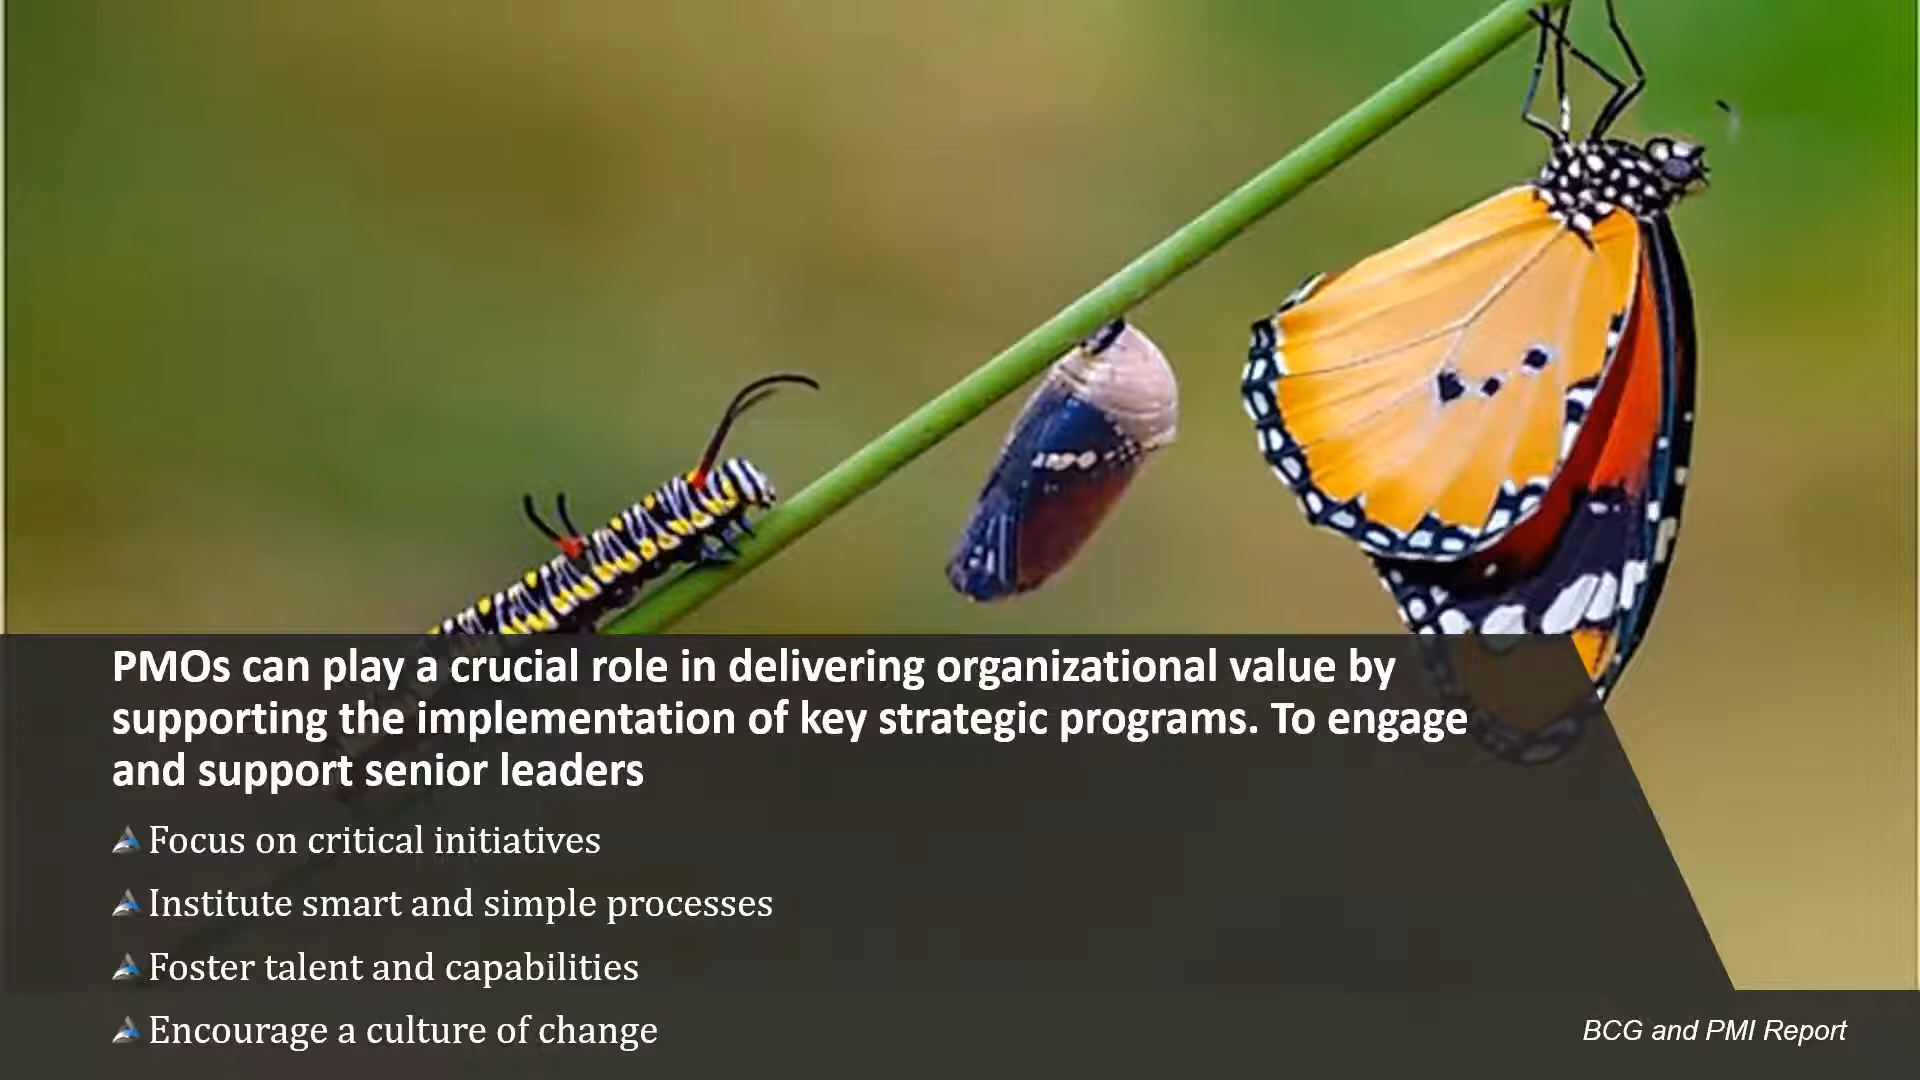 PMOs can play a crucial role in delivering organizational value by
supporting the implementation of key strategic programs. To engage
and support senior leaders
Focus on critical initiatives
Institute smart and simple processes
Foster talent and capabilities
Encourage a culture of change
BCG and PMI Report